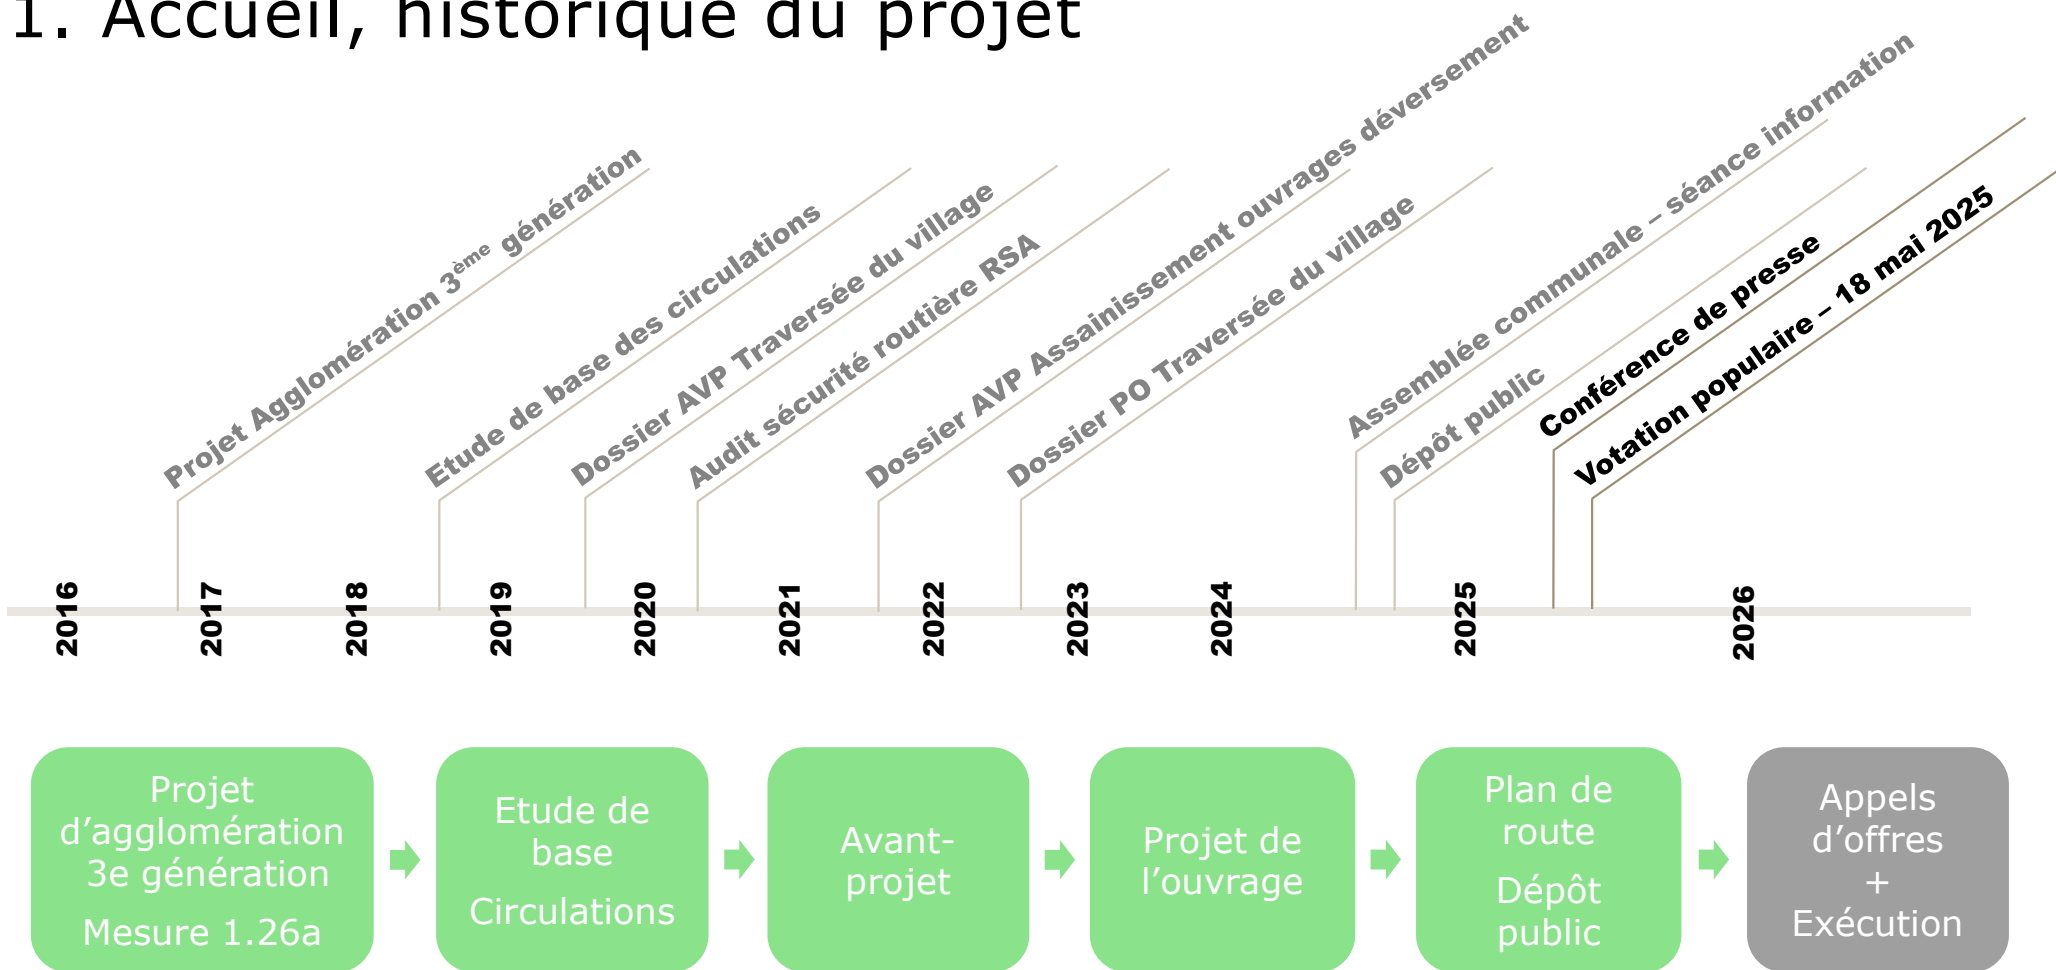 1. Accueil, historique du projet
Projet Agglomération 3ème génération
Etude de base des circulations
Dossier AVP Traversée du village
Audit sécurité routière RSA
Dossier AVP Assainissement ouvrages déversement
Dossier PO Traversée du village
Assemblée communale – séance information
Dépôt public
Conférence de presse
Votation populaire – 18 mai 2025
2016
2017
2018
2019
2020
2021
2022
2023
2024
2025
2026
Projet
d’agglomération
3e génération
Mesure 1.26a
Etude de
base
Circulations
Avant-
projet
Projet de
l’ouvrage
Plan de
route
Dépôt
public
Appels
d’offres
+
Exécution